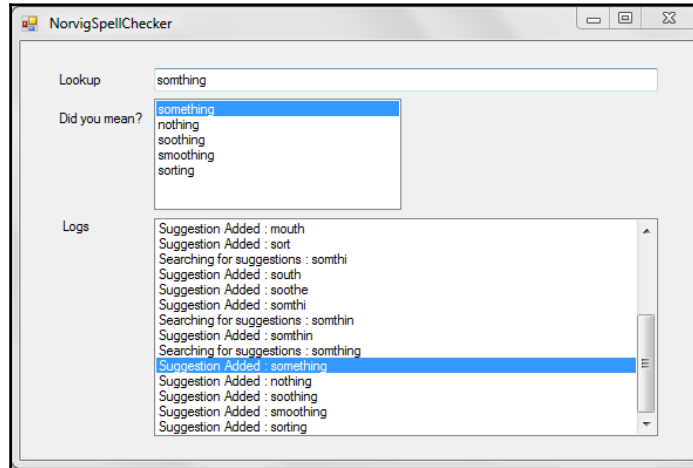 NorvigSpellChecker
Lookup
somthing
Did you mean?
something
nothing
soothing
smoothing
sorting
Logs
Suggestion Added : mouth
Suggestion Added : sort
Searching for suggestions : somthi
Suggestion Added : south
Suggestion Added : soothe
Suggestion Added : somthi
Searching for suggestions : somthin
Suggestion Added : somthin
Searching for suggestions : somthing
Suggestion Added : something
Suggestion Added : nothing
Suggestion Added : soothing
Suggestion Added : smoothing
Suggestion Added : sorting